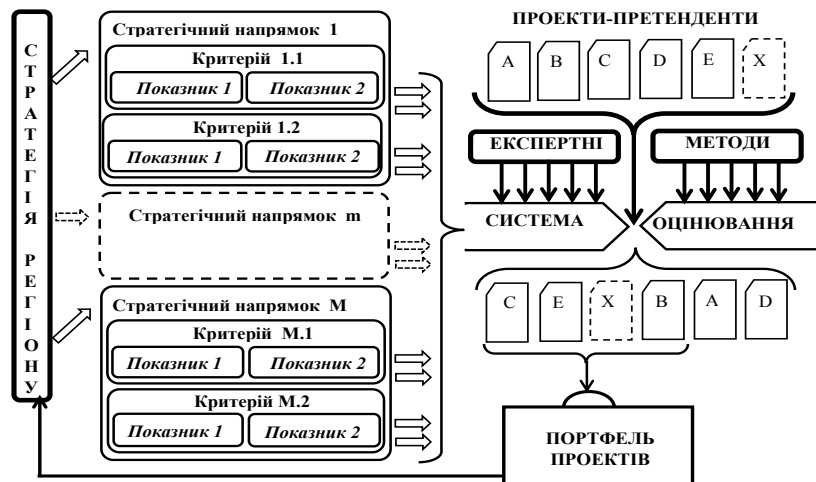 СТРАТЕГІЯ РЕГІОНУ
Стратегічний напрямок 1
Критерій 1.1
Показник 1 Показник 2
Критерій 1.2
Показник 1 Показник 2
Стратегічний напрямок m
Стратегічний напрямок M
Критерій M.1
Показник 1 Показник 2
Критерій M.2
Показник 1 Показник 2
ПРОЕКТИ-ПРЕТЕНДЕНТИ
A B C D E X
ЕКСПЕРТНІ МЕТОДИ
СИСТЕМА ОЦІНЮВАННЯ
C E X B A D
ПОРТФЕЛЬ
ПРОЕКТІВ